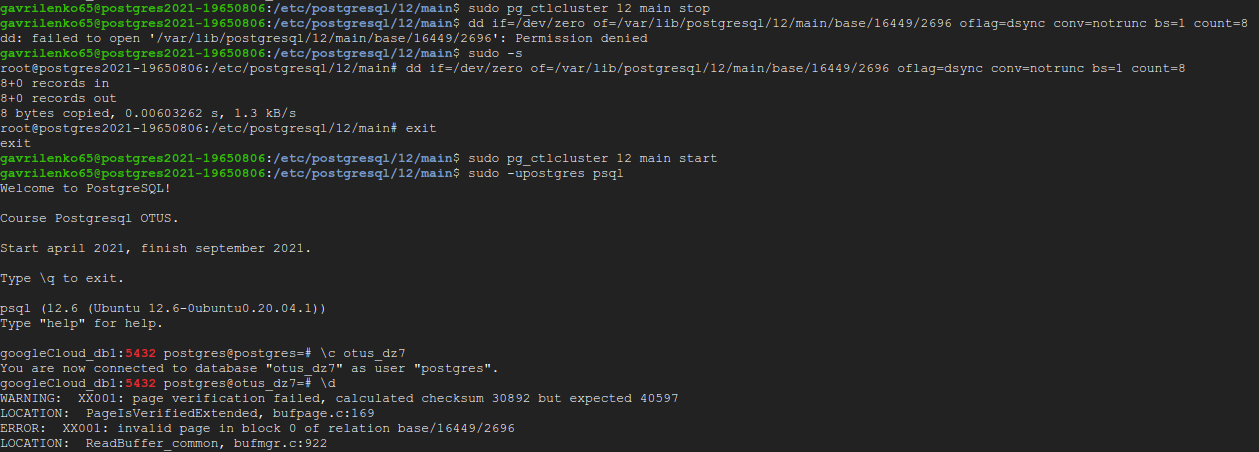 gavrilenko65@postgres2021-19650806:/etc/postgresql/12/main$ sudo pg_ctlcluster 12 main stop
gavrilenko65@postgres2021-19650806:/etc/postgresql/12/main$ dd if=/dev/zero of=/var/lib/postgresql/12/main/base/16449/2696 oflag=dsync conv=notrunc bs=1 count=8
dd: failed to open '/var/lib/postgresql/12/main/base/16449/2696': Permission denied
gavrilenko65@postgres2021-19650806:/etc/postgresql/12/main$ sudo -s
root@postgres2021-19650806:/etc/postgresql/12/main# dd if=/dev/zero of=/var/lib/postgresql/12/main/base/16449/2696 oflag=dsync conv=notrunc bs=1 count=8
8+0 records in
8+0 records out
8 bytes copied, 0.00603262 s, 1.3 kB/s
root@postgres2021-19650806:/etc/postgresql/12/main# exit
exit
gavrilenko65@postgres2021-19650806:/etc/postgresql/12/main$ sudo pg_ctlcluster 12 main start
gavrilenko65@postgres2021-19650806:/etc/postgresql/12/main$ sudo -upostgres psql
Welcome to PostgreSQL!
Course Postgresql OTUS.
Start april 2021, finish september 2021.
Type \q to exit.
psql (12.6 (Ubuntu 12.6-0ubuntu0.20.04.1))
Type "help" for help.
googleCloud_db1:5432 postgres@postgres=# \c otus_dz7
You are now connected to database "otus_dz7" as user "postgres".
googleCloud_db1:5432 postgres@otus_dz7=# \d
WARNING:  XX001: page verification failed, calculated checksum 30892 but expected 40597
LOCATION:  PageIsVerifiedExtended, bufpage.c:169
ERROR:  XX001: invalid page in block 0 of relation base/16449/2696
LOCATION:  ReadBuffer_common, bufmgr.c:922